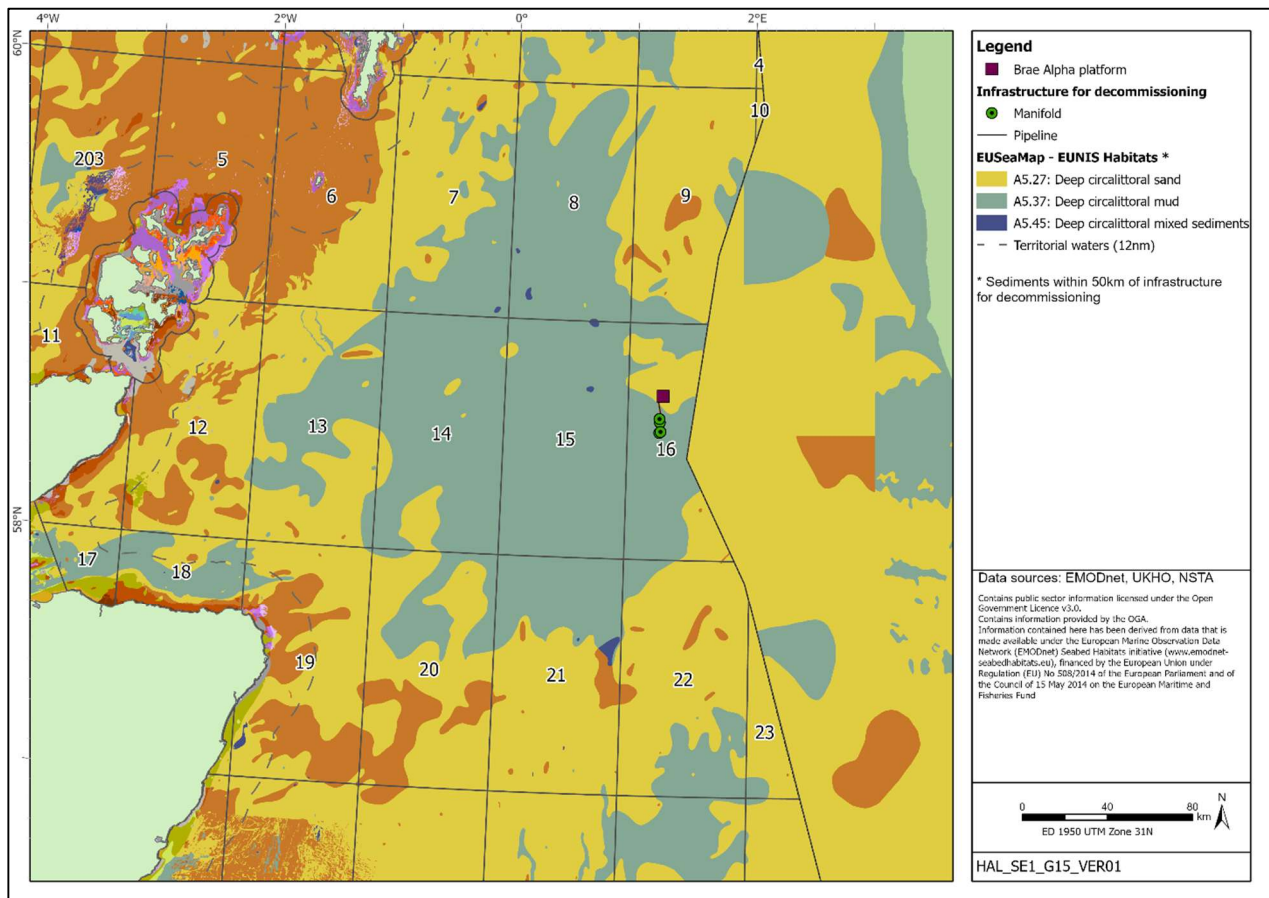 4°W
2°W
0°
2°E
60°N
58°N
4
10
203
5
6
7
8
9
11
12
13
14
15
16
17
18
19
20
21
22
23
Legend
Brae Alpha platform
Infrastructure for decommissioning
Manifold
Pipeline
EUSeaMap - EUNIS Habitats *
A5.27: Deep circalittoral sand
A5.37: Deep circalittoral mud
A5.45: Deep circalittoral mixed sediments
Territorial waters (12nm)
* Sediments within 50km of infrastructure
for decommissioning
Data sources: EMODnet, UKHO, NSTA
Contains public sector information licensed under the Open
Government Licence v3.0.
Contains information provided by the OGA.
Information contained here has been derived from data that is
made available under the European Marine Observation Data
Network (EMODnet) Seabed Habitats initiative (www.emodnet-
seabedhabitats.eu), financed by the European Union under
Regulation (EU) No 508/2014 of the European Parliament and of
the Council of 15 May 2014 on the European Maritime and
Fisheries Fund
0 40 80
km
N
ED 1950 UTM Zone 31N
HAL_SE1_G15_VER01